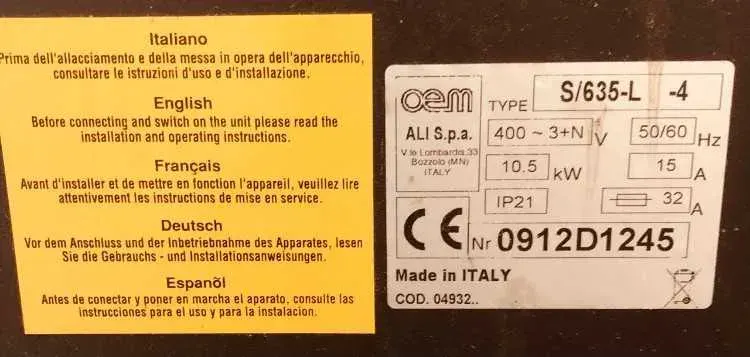 Italiano
Prima dell'allacciamento e della messa in opera dell'apparecchio,
consultare le istruzioni d'uso e d'installazione.
English
Before connecting and switch on the unit please read the
installation and operating instructions.
Français
Avant d'installer et de mettre en fonction l'appareil, veuillez lire
attentivement les instructions de mise en service.
Deutsch
Vor dem Anschluss und der Inbetriebnahme des Apparates, lesen
Sie die Gebrauchs - und Installationsanweisungen.
Espanõl
Antes de conectar y poner en marcha el aparato, consulte las
instrucciones para el uso y para la instalacion.
oem
TYPE S/635-L -4
ALI S.p.a.
V.le Lombardia,33
Bozzolo (MN)
ITALY
400 ~ 3+N V 50/60 Hz
10.5 kW 15 A
IP21 32 A
CE Nr 0912D1245
Made in ITALY
COD. 04932..